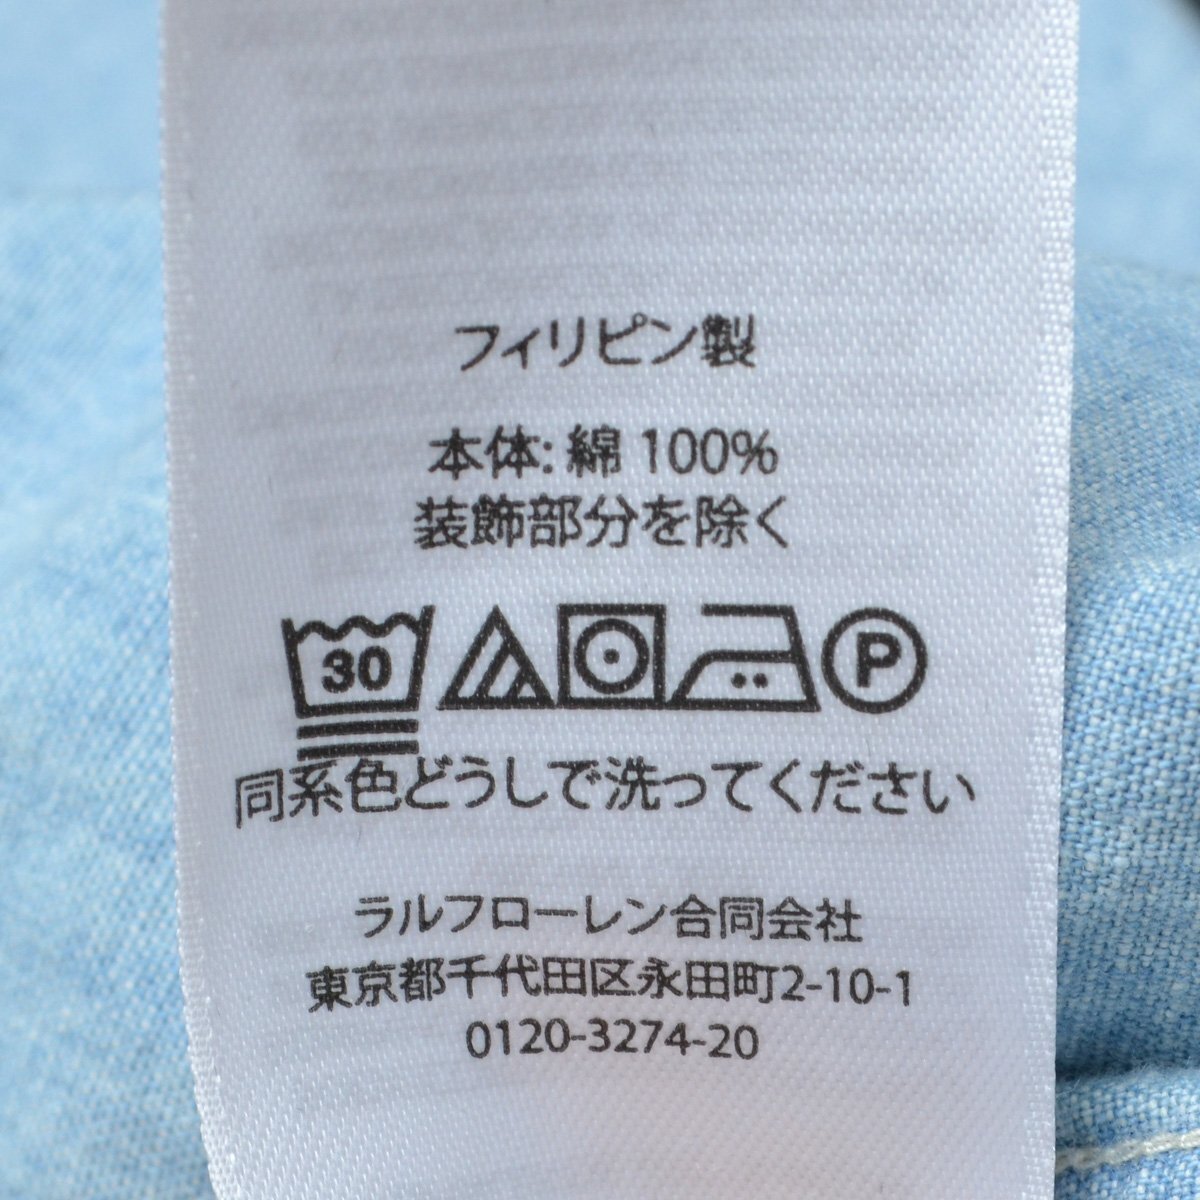 フィリピン製
本体: 綿 100%
装飾部分を除く
30 P
同系色どうしで洗ってください
ラルフローレン合同会社
東京都千代田区永田町2-10-1
0120-3274-20